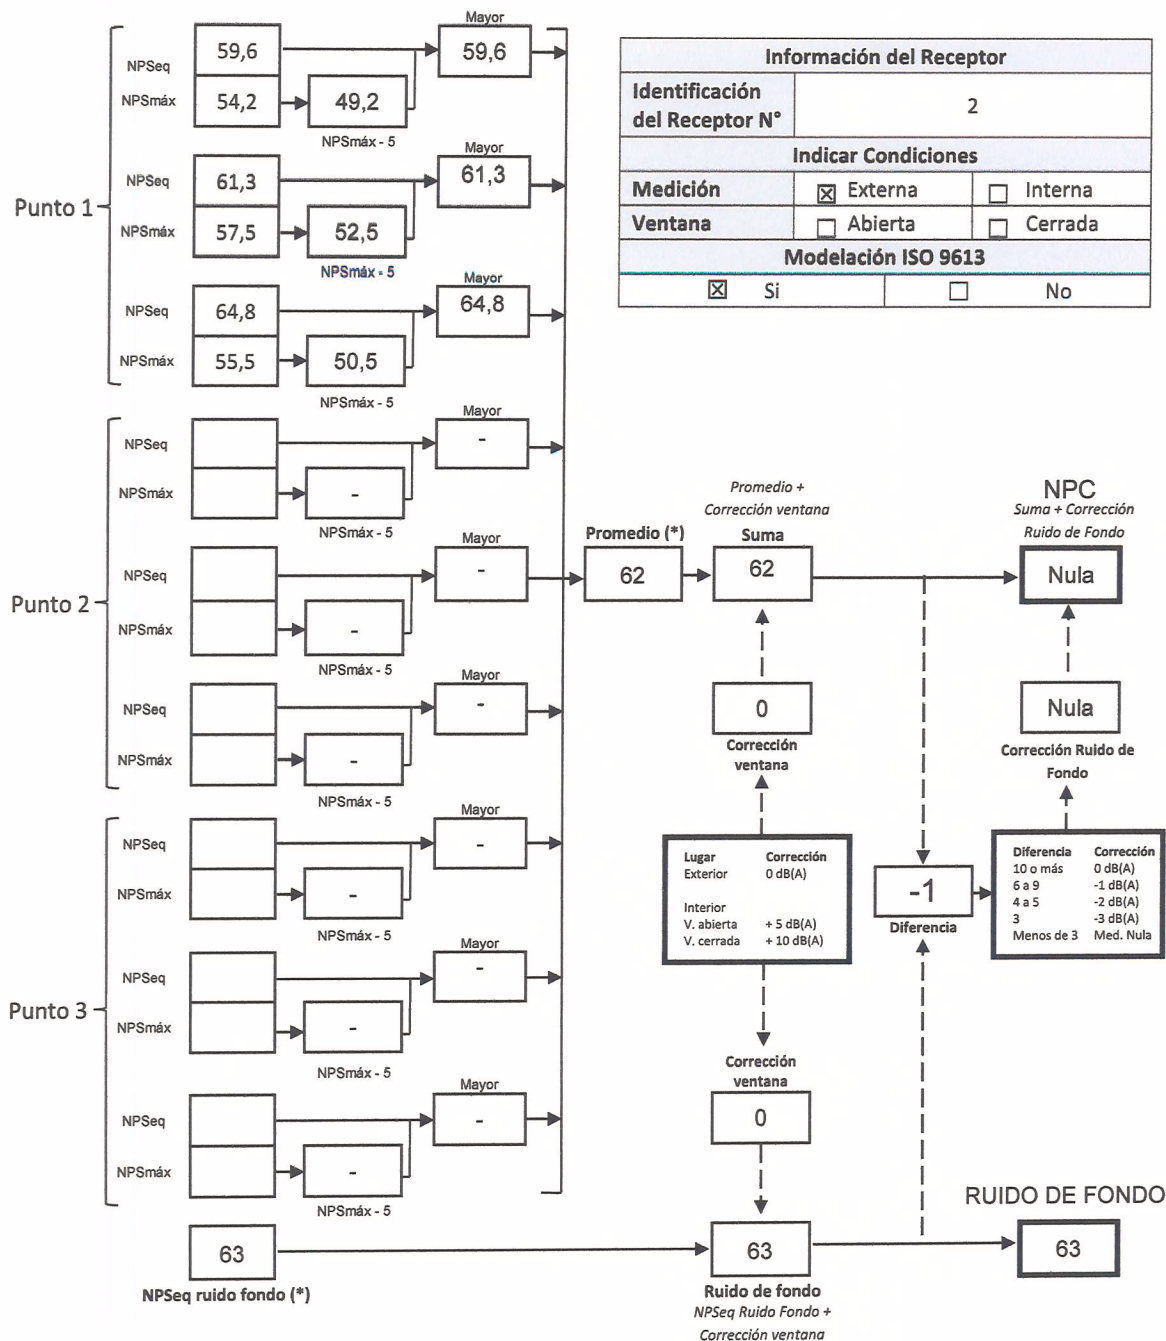 Mayor
NPSeq
59,6
59,6
NPSmáx
54,2
49,2
NPSmáx - 5
Punto 1
Mayor
NPSeq
61,3
61,3
NPSmáx
57,5
52,5
NPSmáx - 5
Mayor
NPSeq
64,8
64,8
NPSmáx
55,5
50,5
NPSmáx - 5
Información del Receptor
Identificación
del Receptor N°
2
Indicar Condiciones
Medición
☒ Externa
☐ Interna
Ventana
☐ Abierta
☐ Cerrada
Modelación ISO 9613
☒ Si
☐ No
Punto 2
Mayor
NPSeq
-
NPSmáx
-
NPSmáx - 5
Mayor
NPSeq
-
NPSmáx
-
NPSmáx - 5
Mayor
NPSeq
-
NPSmáx
-
NPSmáx - 5
Punto 3
Mayor
NPSeq
-
NPSmáx
-
NPSmáx - 5
Mayor
NPSeq
-
NPSmáx
-
NPSmáx - 5
Mayor
NPSeq
-
NPSmáx
-
NPSmáx - 5
Promedio (*)
62
Promedio +
Corrección ventana
Suma
62
0
Corrección
ventana
NPC
Suma + Corrección
Ruido de Fondo
Nula
Nula
Corrección Ruido de
Fondo
Lugar Corrección
Exterior 0 dB(A)
Interior
V. abierta + 5 dB(A)
V. cerrada + 10 dB(A)
-1
Diferencia
Diferencia Corrección
10 o más 0 dB(A)
6 a 9 -1 dB(A)
4 a 5 -2 dB(A)
3 -3 dB(A)
Menos de 3 Med. Nula
Corrección
ventana
0
63
NPSeq ruido fondo (*)
63
Ruido de fondo
NPSeq Ruido Fondo +
Corrección ventana
RUIDO DE FONDO
63